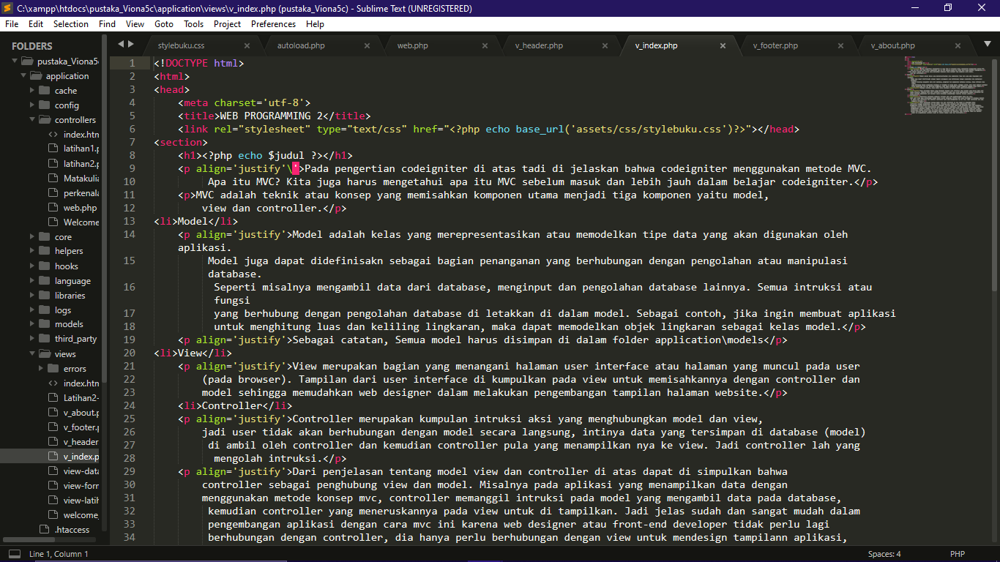 C:\xampp\htdocs\pustaka_Viona5c\application\views\v_index.php (pustaka_Viona5c) - Sublime Text (UNREGISTERED)
File Edit Selection Find View Goto Tools Project Preferences Help
FOLDERS
pustaka_Viona5c
application
cache
config
controllers
index.htm
latihan1.p
latihan2.p
Matakulia
perkenala
web.php
Welcome
core
helpers
hooks
language
libraries
logs
models
third_party
views
errors
index.htm
Latihan2-
v_about.p
v_footer.p
v_header
v_index.p
view-data
view-forr
view-latih
welcome_
.htaccess
stylebuku.css autoload.php web.php v_header.php v_index.php v_footer.php v_about.php
1 <!DOCTYPE html>
2 <html>
3 <head>
4 <meta charset='utf-8'>
5 <title>WEB PROGRAMMING 2</title>
6 <link rel="stylesheet" type="text/css" href="<?php echo base_url('assets/css/stylebuku.css')?>"></head>
7 <section>
8 <h1><?php echo $judul ?></h1>
9 <p align='justify'\'>Pada pengertian codeigniter di atas tadi di jelaskan bahwa codeigniter menggunakan metode MVC.
10 Apa itu MVC? Kita juga harus mengetahui apa itu MVC sebelum masuk dan lebih jauh dalam belajar codeigniter.</p>
11 <p>MVC adalah teknik atau konsep yang memisahkan komponen utama menjadi tiga komponen yaitu model,
12 view dan controller.</p>
13 <li>Model</li>
14 <p align='justify'>Model adalah kelas yang merepresentasikan atau memodelkan tipe data yang akan digunakan oleh
aplikasi.
15 Model juga dapat didefinisakn sebagai bagian penanganan yang berhubungan dengan pengolahan atau manipulasi
database.
16 Seperti misalnya mengambil data dari database, menginput dan pengolahan database lainnya. Semua intruksi atau
fungsi
17 yang berhubung dengan pengolahan database di letakkan di dalam model. Sebagai contoh, jika ingin membuat aplikasi
18 untuk menghitung luas dan keliling lingkaran, maka dapat memodelkan objek lingkaran sebagai kelas model.</p>
19 <p align='justify'>Sebagai catatan, Semua model harus disimpan di dalam folder application\models</p>
20 <li>View</li>
21 <p align='justify'>View merupakan bagian yang menangani halaman user interface atau halaman yang muncul pada user
22 (pada browser). Tampilan dari user interface di kumpulkan pada view untuk memisahkannya dengan controller dan
23 model sehingga memudahkan web designer dalam melakukan pengembangan tampilan halaman website.</p>
24 <li>Controller</li>
25 <p align='justify'>Controller merupakan kumpulan intruksi aksi yang menghubungkan model dan view,
26 jadi user tidak akan berhubungan dengan model secara langsung, intinya data yang tersimpan di database (model)
27 di ambil oleh controller dan kemudian controller pula yang menampilkan nya ke view. Jadi controller lah yang
28 mengolah intruksi.</p>
29 <p align='justify'>Dari penjelasan tentang model view dan controller di atas dapat di simpulkan bahwa
30 controller sebagai penghubung view dan model. Misalnya pada aplikasi yang menampilkan data dengan
31 menggunakan metode konsep mvc, controller memanggil intruksi pada model yang mengambil data pada database,
32 kemudian controller yang meneruskannya pada view untuk di tampilkan. Jadi jelas sudah dan sangat mudah dalam
33 pengembangan aplikasi dengan cara mvc ini karena web designer atau front-end developer tidak perlu lagi
34 berhubungan dengan controller, dia hanya perlu berhubungan dengan view untuk mendesign tampilann aplikasi,
Line 1, Column 1 Spaces: 4 PHP